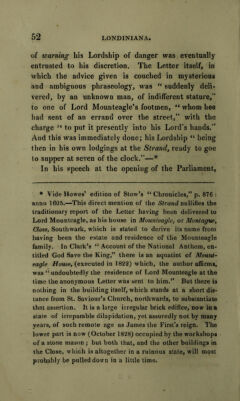 52 LONDINIANA.
of warning his Lordship of danger was eventually
entrusted to his discretion. The Letter itself, in
which the advice given is couched in mysterious
and ambiguous phraseology, was “ suddenly deli-
vered, by an unknown man, of indifferent stature,”
to one of Lord Mounteagle's footmen, “ whom hee
had sent of an errand over the street,” with the
charge “ to put it presently into his Lord's hands.”
And this was immediately done; his Lordship “ being
then in his own lodgings at the Strand, ready to goe
to supper at seven of the clock.”—*
In his speech at the opening of the Parliament,
* Vide Howes' edition of Stow's “ Chronicles,” p. 876 :
anno 1605.—This direct mention of the Strand nullifies the
traditionary report of the Letter having been delivered to
Lord Mounteagle, at his house in Mounteagle, or Montague,
Close, Southwark, which is stated to derive its name from
having been the estate and residence of the Mounteagle
family. In Clark's “ Account of the National Anthem, en-
titled God Save the King,” there is an aquatint of Mount-
eagle House, (executed in 1822) which, the author affirms,
was “ undoubtedly the residence of Lord Mounteagle at the
time the anonymous Letter was sent to him.” But there is
nothing in the building itself, which stands at a short dis-
tance from St. Saviour's Church, northwards, to substantiate
that assertion. It is a large irregular brick edifice, now in a
state of irreparable dilapidation, yet assuredly not by many
years, of such remote age as James the First's reign. The
lower part is now (October 1828) occupied by the workshops
of a stone mason ; but both that, and the other buildings in
the Close, which is altogether in a ruinous state, will most
probably be pulled down in a little time.